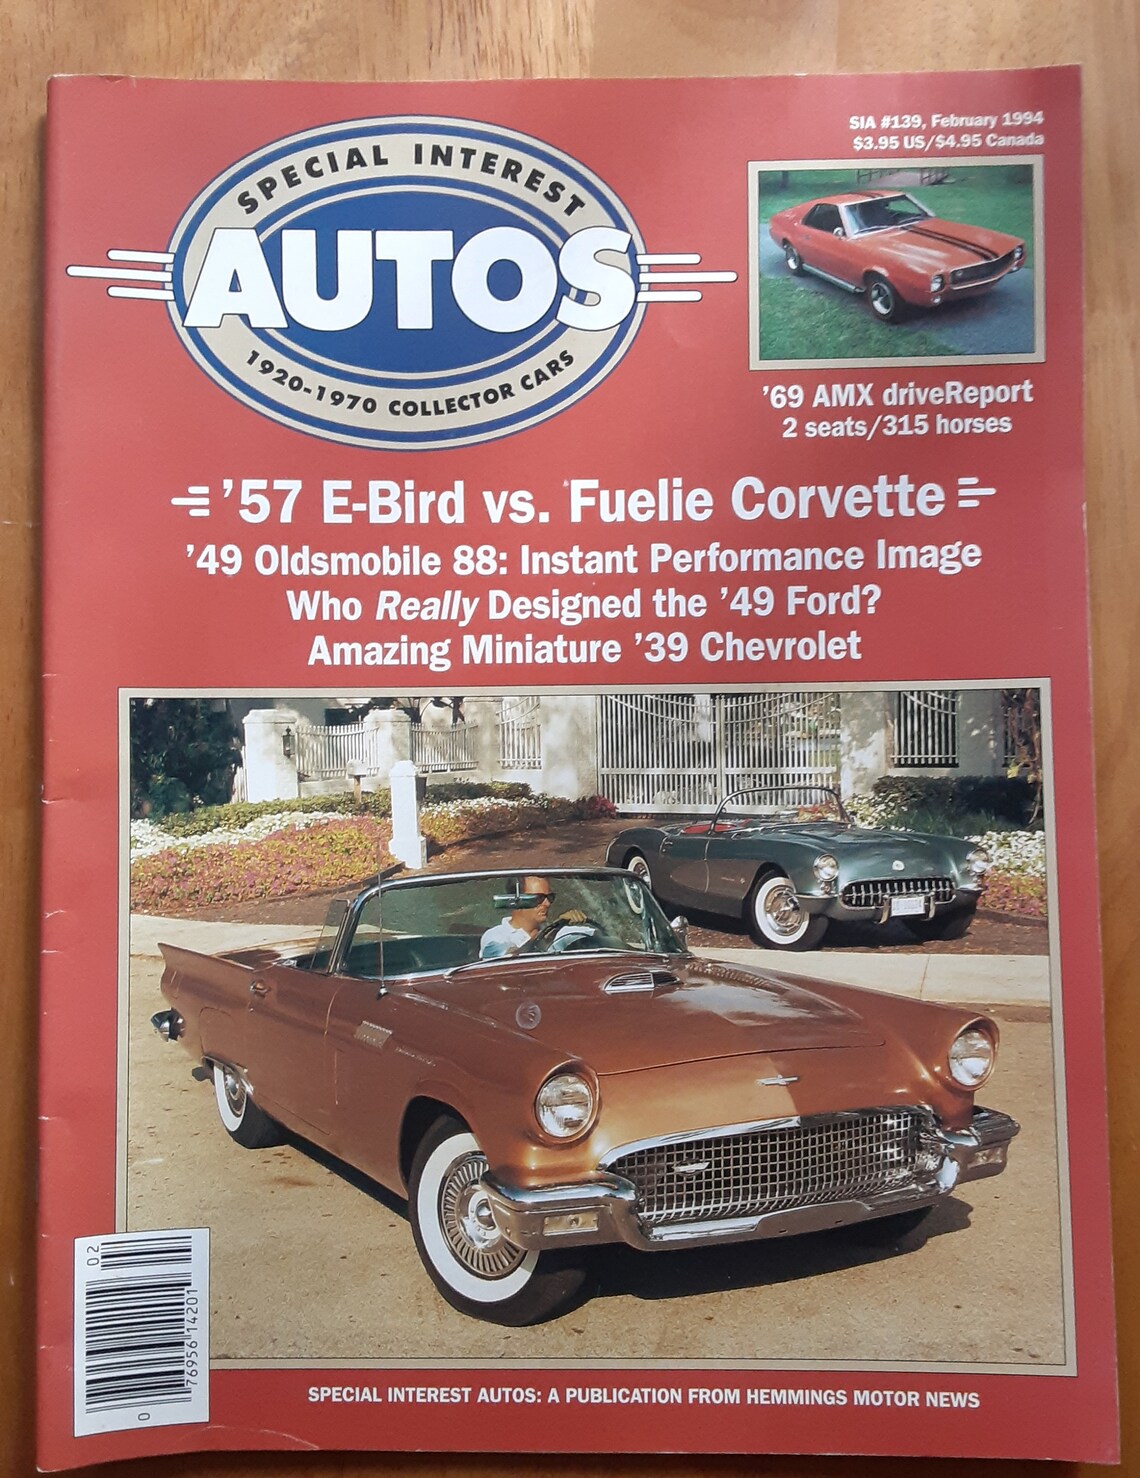 SIA #139, February 1994
$3.95 US/$4.95 Canada
SPECIAL INTEREST
AUTOS
1920-1970 COLLECTOR CARS
'69 AMX driveReport
2 seats/315 horses
'57 E-Bird vs. Fuelie Corvette
'49 Oldsmobile 88: Instant Performance Image
Who Really Designed the '49 Ford?
Amazing Miniature '39 Chevrolet
02
76956 14201
0
SPECIAL INTEREST AUTOS: A PUBLICATION FROM HEMMINGS MOTOR NEWS